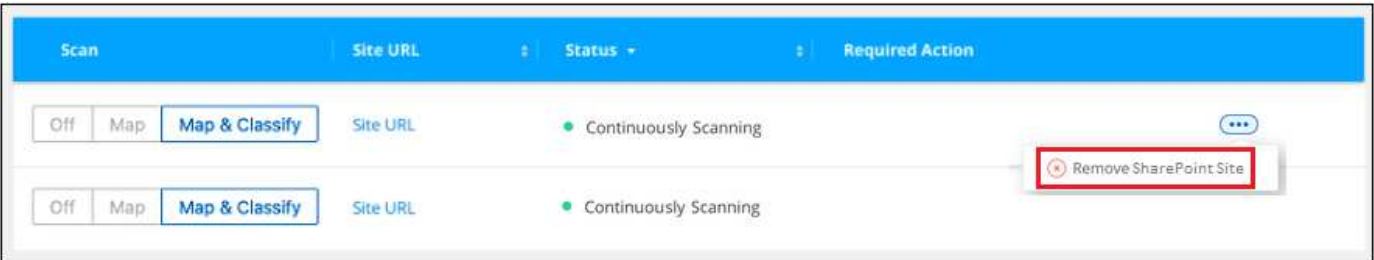 Scan Site URL Status Required Action
Off Map Map & Classify Site URL Continuously Scanning
Remove SharePoint Site
Off Map Map & Classify Site URL Continuously Scanning